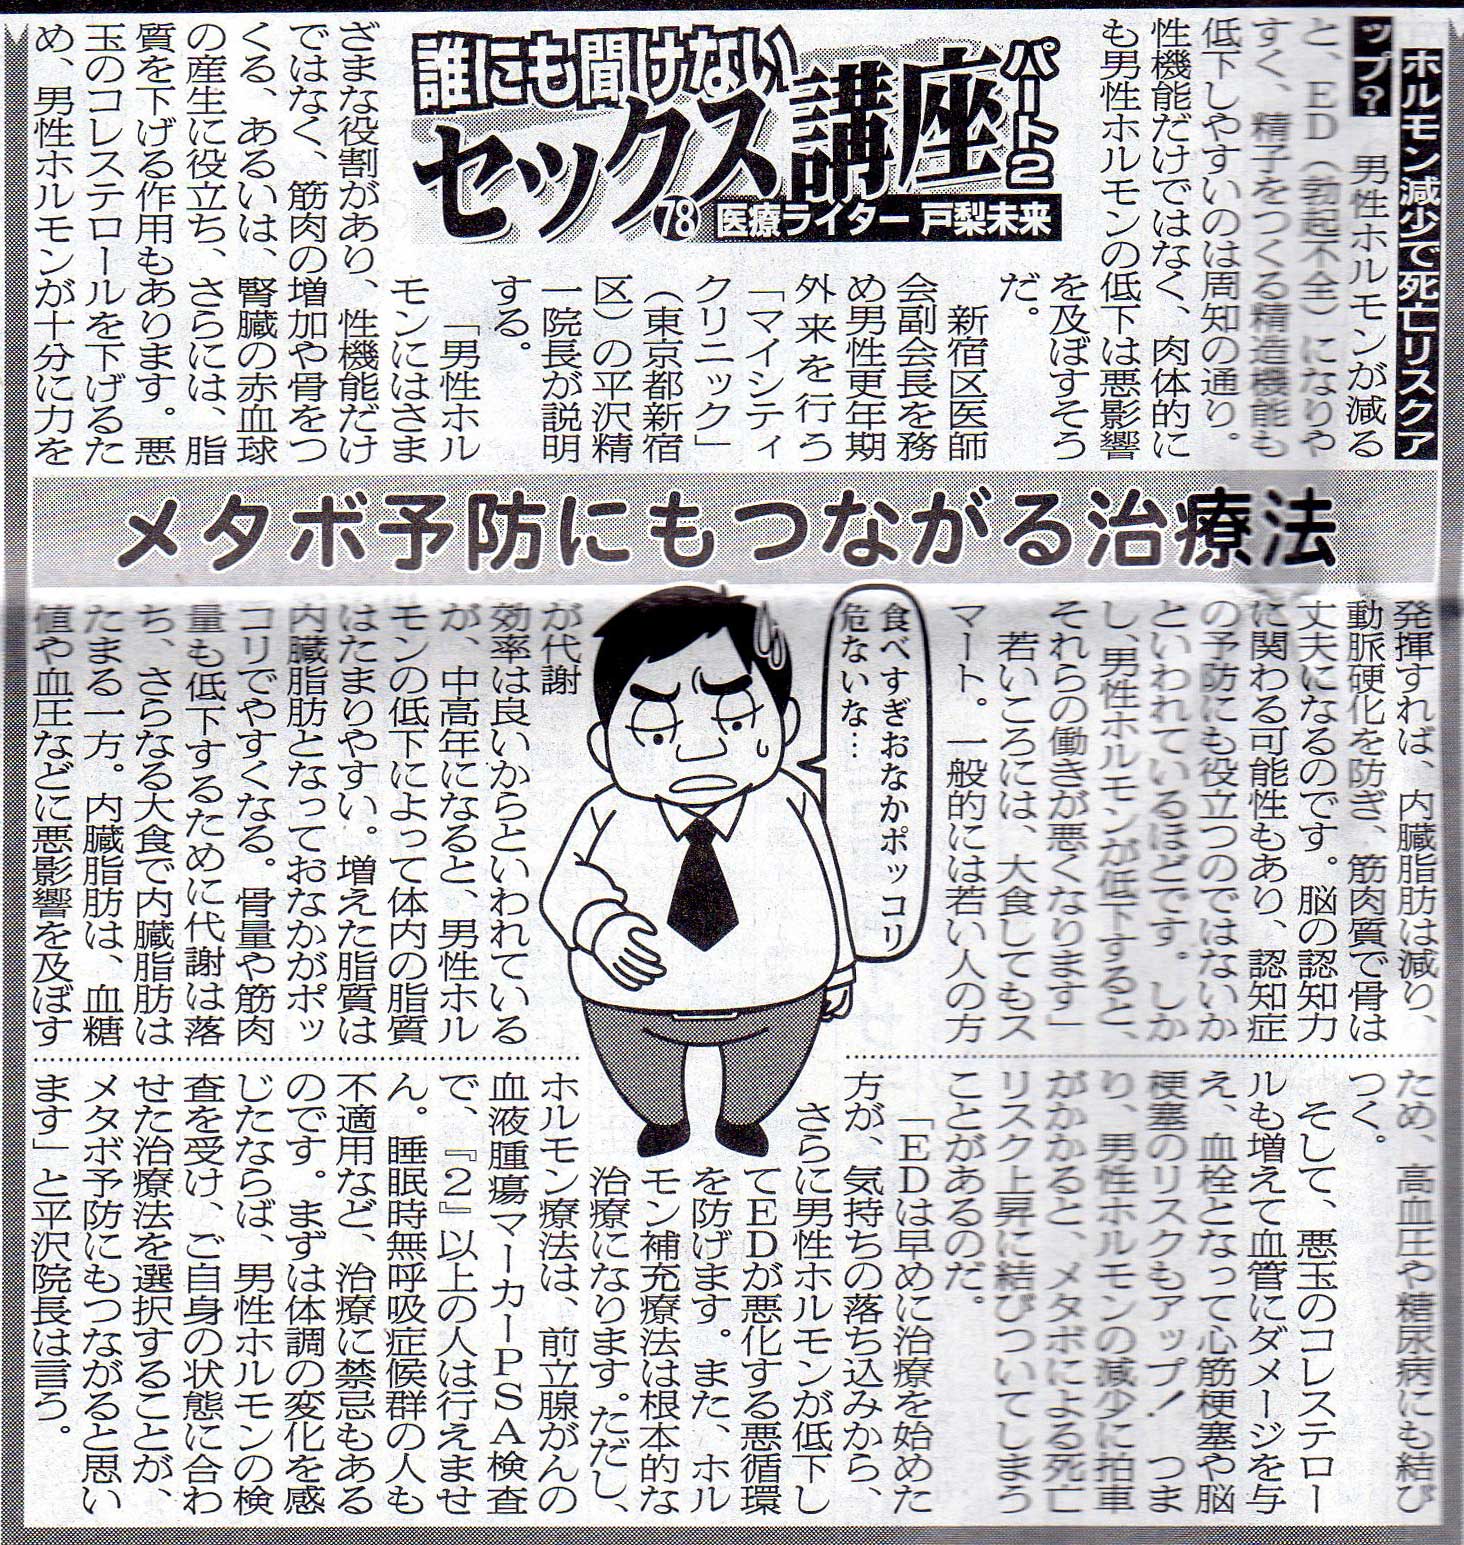 誰にも聞けない
セックス講座
パート2
78
医療ライター 戸梨未来
ホルモン減少で死亡リスクア
ップ? 男性ホルモンが減る
と、ED(勃起不全)になりや
すく、精子をつくる精造機能も
低下しやすいのは周知の通り。
性機能だけではなく、肉体的に
も男性ホルモンの低下は悪影響
を及ぼすそう
だ。
新宿区医師
会副会長を務
め男性更年期
外来を行う
「マイシティ
クリニック」
(東京都新宿
区)の平沢精
一院長が説明
する。
「男性ホル
モンにはさま
ざまな役割があり、性機能だけ
ではなく、筋肉の増加や骨をつ
くる、あるいは、腎臓の赤血球
の産生に役立ち、さらには、脂
質を下げる作用もあります。悪
玉のコレステロールを下げるた
め、男性ホルモンが十分に力を
メタボ予防にもつながる治療法
発揮すれば、内臓脂肪は減り、
動脈硬化を防ぎ、筋肉質で骨は
丈夫になるのです。脳の認知力
に関わる可能性もあり、認知症
の予防にも役立つのではないか
といわれているほどです。しか
し、男性ホルモンが低下すると、
それらの働きが悪くなります」
若いころには、大食してもス
マート。一般的には若い人の方
食べすぎおなかポッコリ
危ないな…
が代謝
効率は良いからといわれている
が、中高年になると、男性ホル
モンの低下によって体内の脂質
はたまりやすい。増えた脂質は
内臓脂肪となっておなかがポッ
コリでやすくなる。骨量や筋肉
量も低下するために代謝は落
ち、さらなる大食で内臓脂肪は
たまる一方。内臓脂肪は、血糖
値や血圧などに悪影響を及ぼす
ため、高血圧や糖尿病にも結び
つく。
そして、悪玉のコレステロー
ルも増えて血管にダメージを与
え、血栓となって心筋梗塞や脳
梗塞のリスクもアップ! つま
り、男性ホルモンの減少に拍車
がかかると、メタボによる死亡
リスク上昇に結びついてしまう
ことがあるのだ。
「EDは早めに治療を始めた
方が、気持ちの落ち込みから、
さらに男性ホルモンが低下し
てEDが悪化する悪循環
を防げます。また、ホル
モン補充療法は根本的な
治療になります。ただし、
ホルモン療法は、前立腺がんの
血液腫瘍マーカーPSA検査
で、『2』以上の人は行えませ
ん。睡眠時無呼吸症候群の人も
不適用など、治療に禁忌もある
のです。まずは体調の変化を感
じたならば、男性ホルモンの検
査を受け、ご自身の状態に合わ
せた治療法を選択することが、
メタボ予防にもつながると思い
ます」と平沢院長は言う。